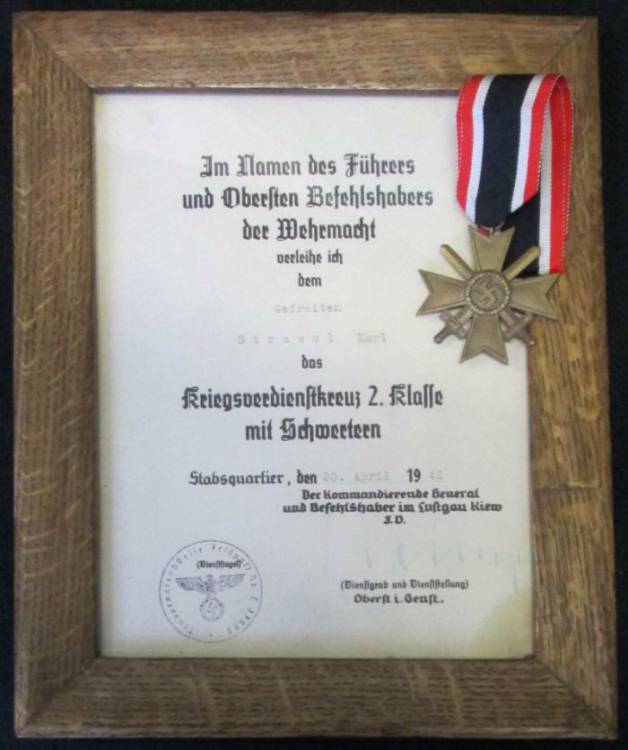 Im Namen des Führers
und Obersten Befehlshabers
der Wehrmacht
verleihe ich
dem
Gefreiten
Strassl Karl
das
Kriegsverdienstkreuz 2. Klasse
mit Schwertern
Stabsquartier, den 20. April 1942
Der Kommandierende General
und Befehlshaber im Luftgau Kiew
J.V.
(Dienstsiegel)
(Dienstgrad und Dienststellung)
Oberst i. Genst.